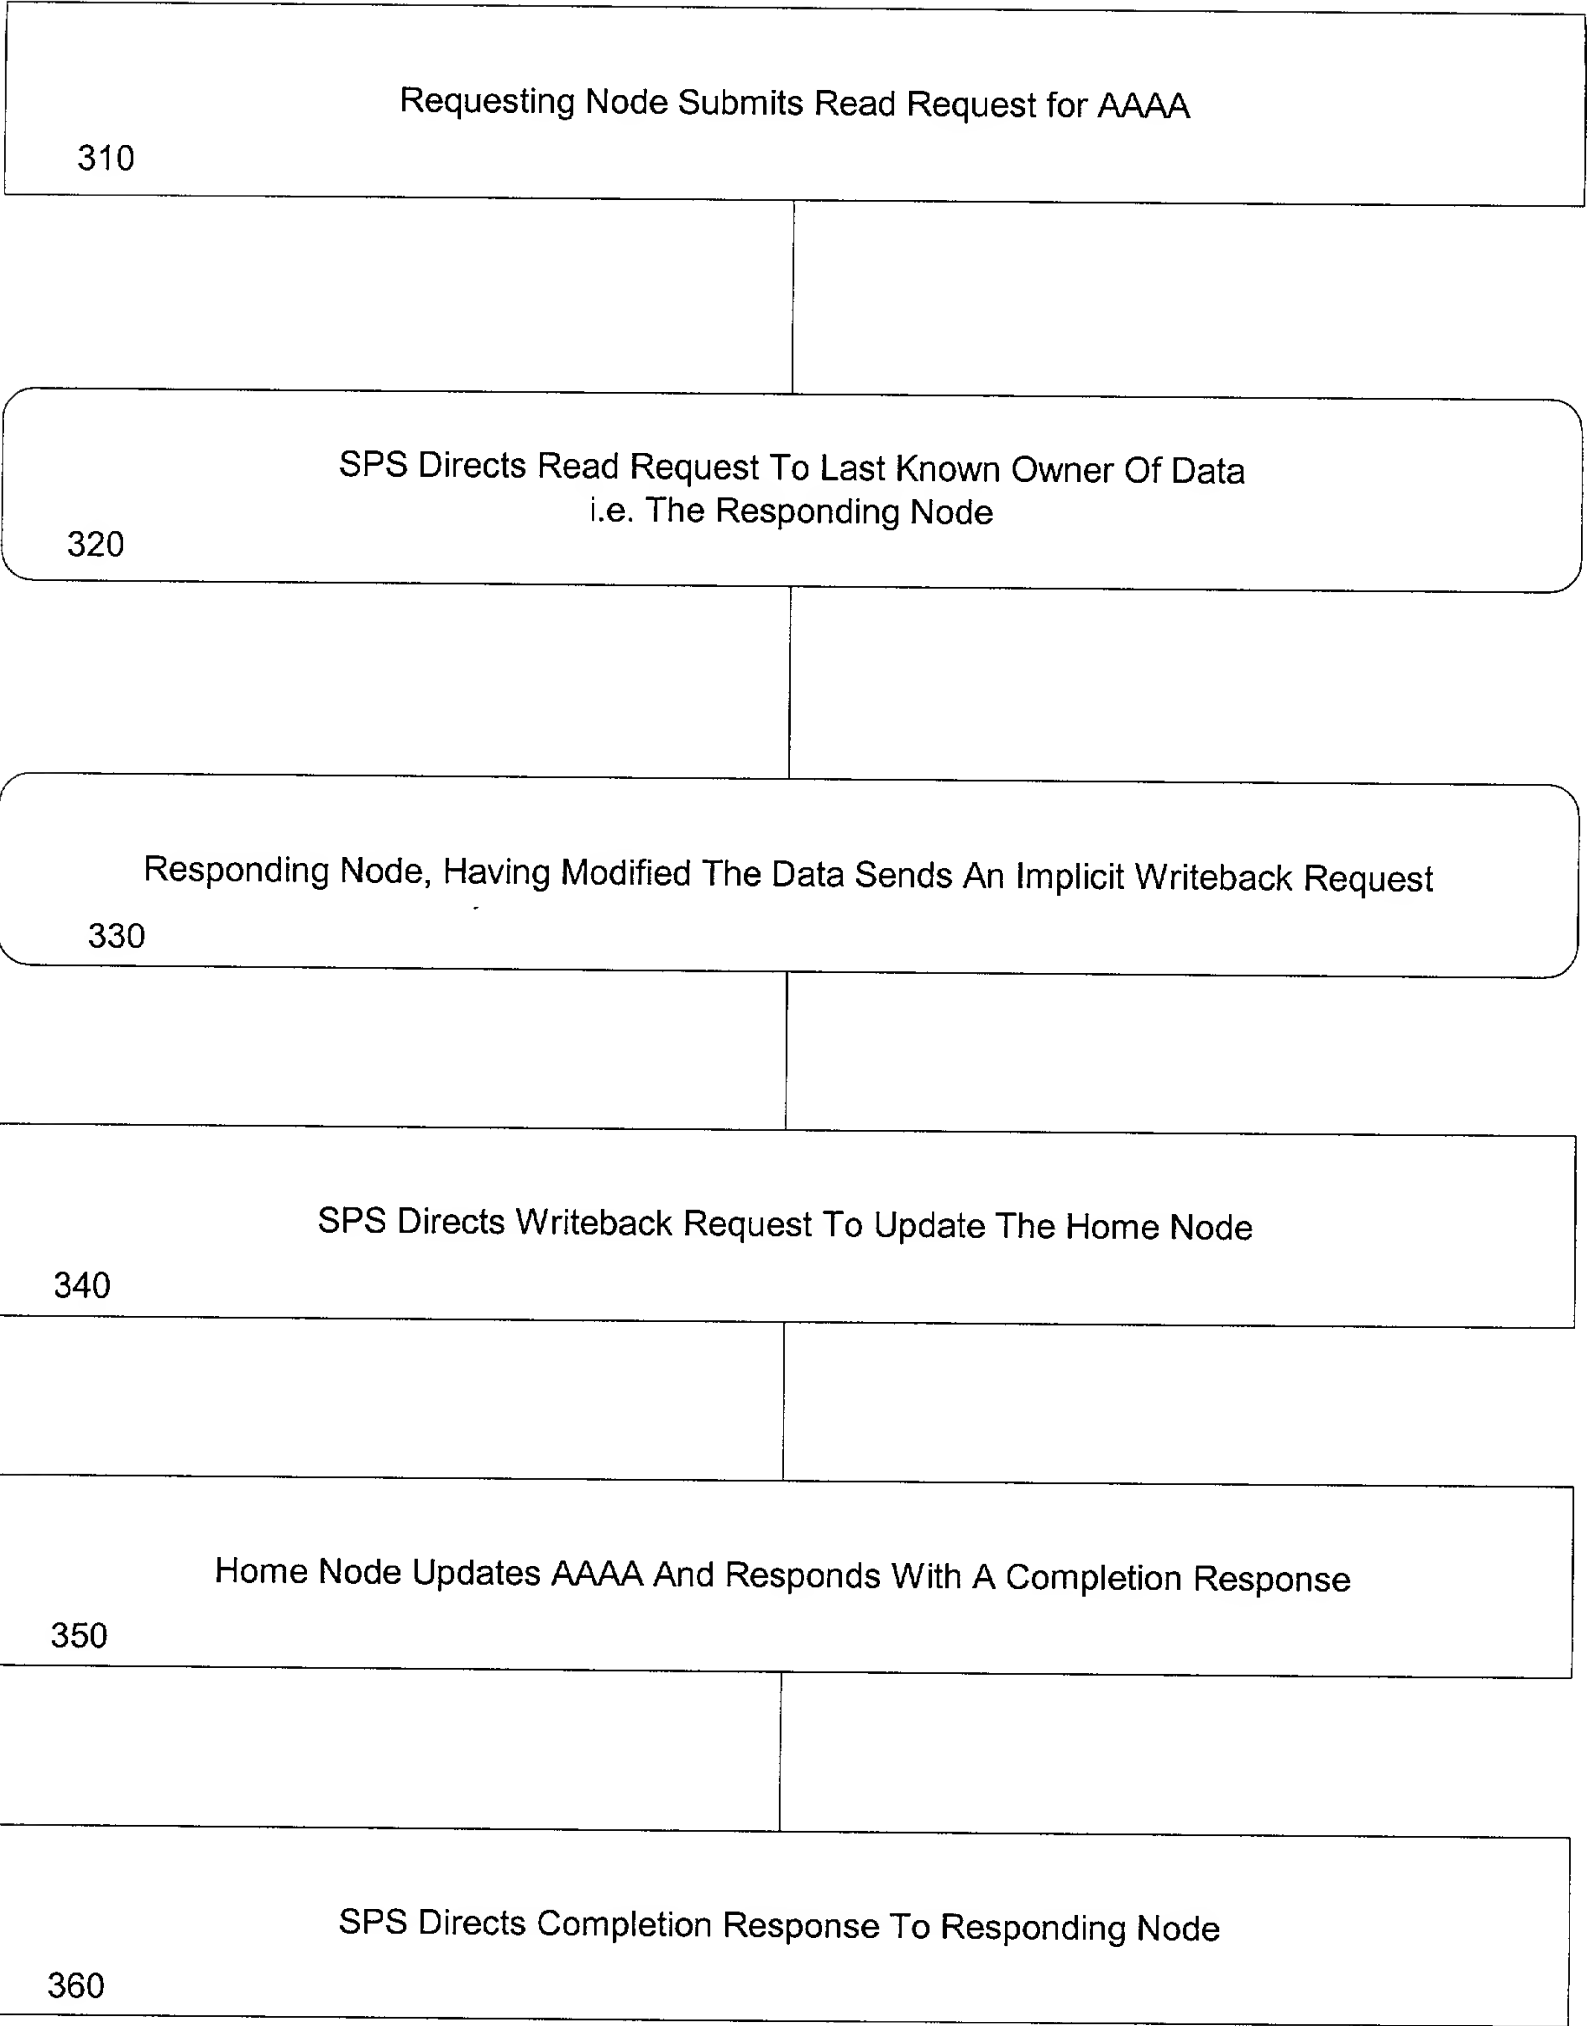 Requesting Node Submits Read Request for AAAA
310
SPS Directs Read Request To Last Known Owner Of Data
i.e. The Responding Node
320
Responding Node, Having Modified The Data Sends An Implicit Writeback Request
330
SPS Directs Writeback Request To Update The Home Node
340
Home Node Updates AAAA And Responds With A Completion Response
350
SPS Directs Completion Response To Responding Node
360